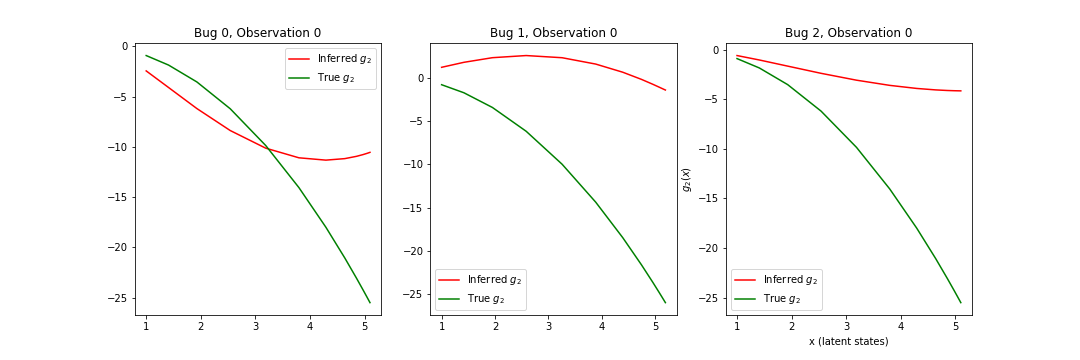 Bug 0, Observation 0
0
−5
−10
−15
−20
−25
1 2 3 4 5
Inferred g₂
True g₂
Bug 1, Observation 0
0
−5
−10
−15
−20
−25
1 2 3 4 5
Inferred g₂
True g₂
Bug 2, Observation 0
g₂(x)
0
−5
−10
−15
−20
−25
1 2 3 4 5
Inferred g₂
True g₂
x (latent states)